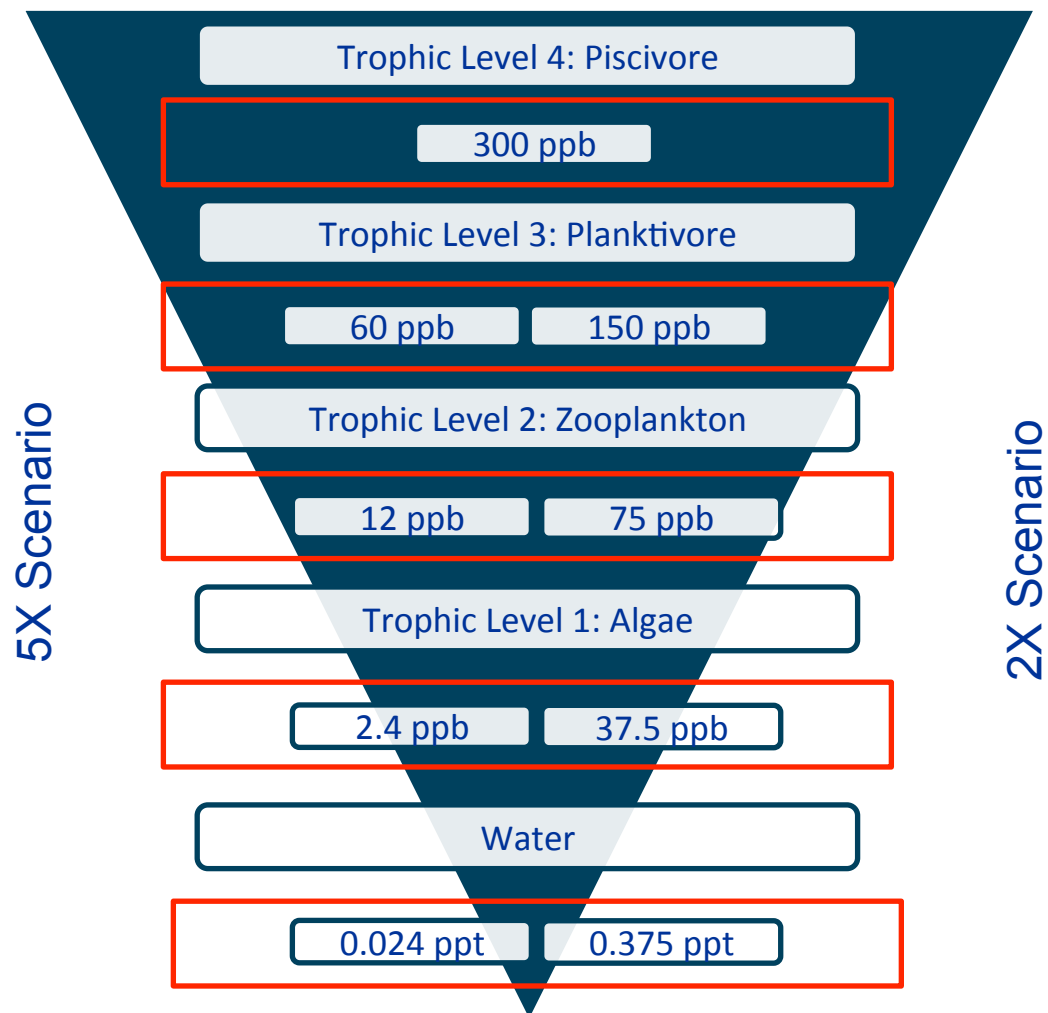 Trophic Level 4: Piscivore
300 ppb
Trophic Level 3: Planktivore
60 ppb 150 ppb
Trophic Level 2: Zooplankton
12 ppb 75 ppb
Trophic Level 1: Algae
2.4 ppb 37.5 ppb
Water
0.024 ppt 0.375 ppt
5X Scenario
2X Scenario